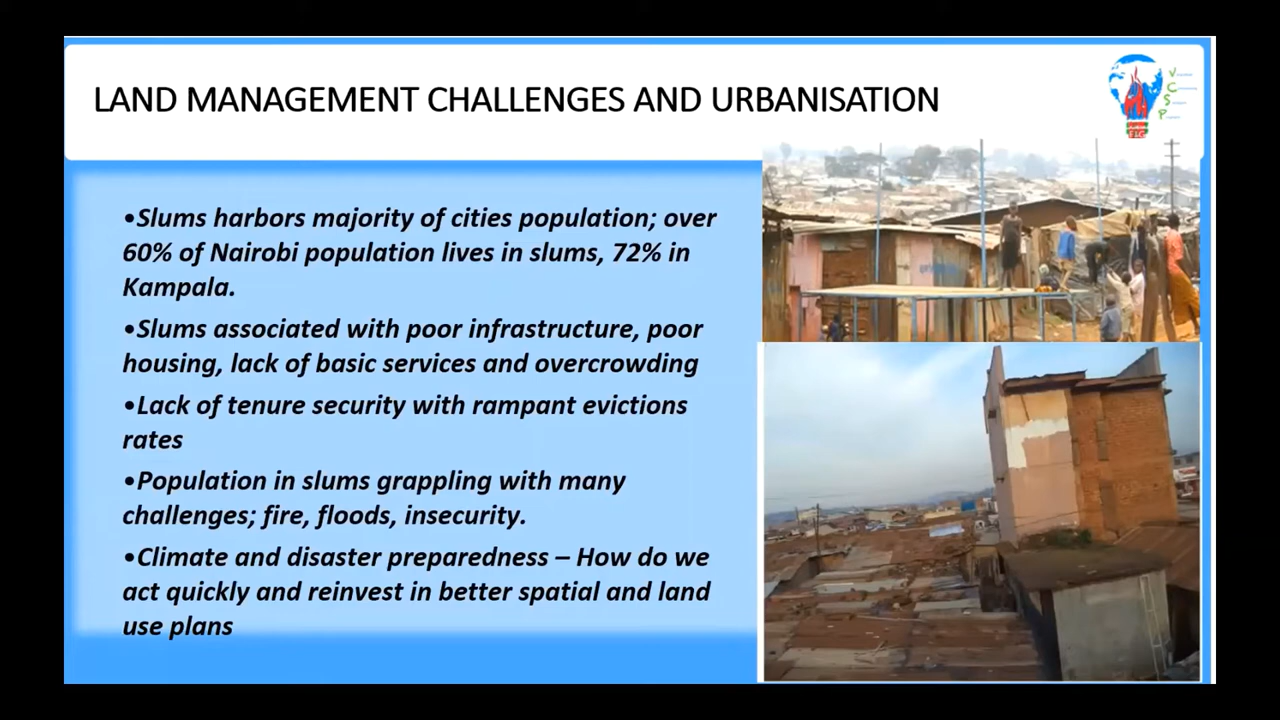 LAND MANAGEMENT CHALLENGES AND URBANISATION
V
C
S
P
•Slums harbors majority of cities population; over
60% of Nairobi population lives in slums, 72% in
Kampala.
•Slums associated with poor infrastructure, poor
housing, lack of basic services and overcrowding
•Lack of tenure security with rampant evictions
rates
•Population in slums grappling with many
challenges; fire, floods, insecurity.
•Climate and disaster preparedness – How do we
act quickly and reinvest in better spatial and land
use plans